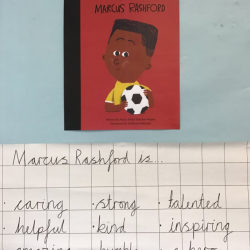 MARCUS RASHFORD
Marcus Rashford is...
· caring · strong · talented
· helpful · kind · inspiring